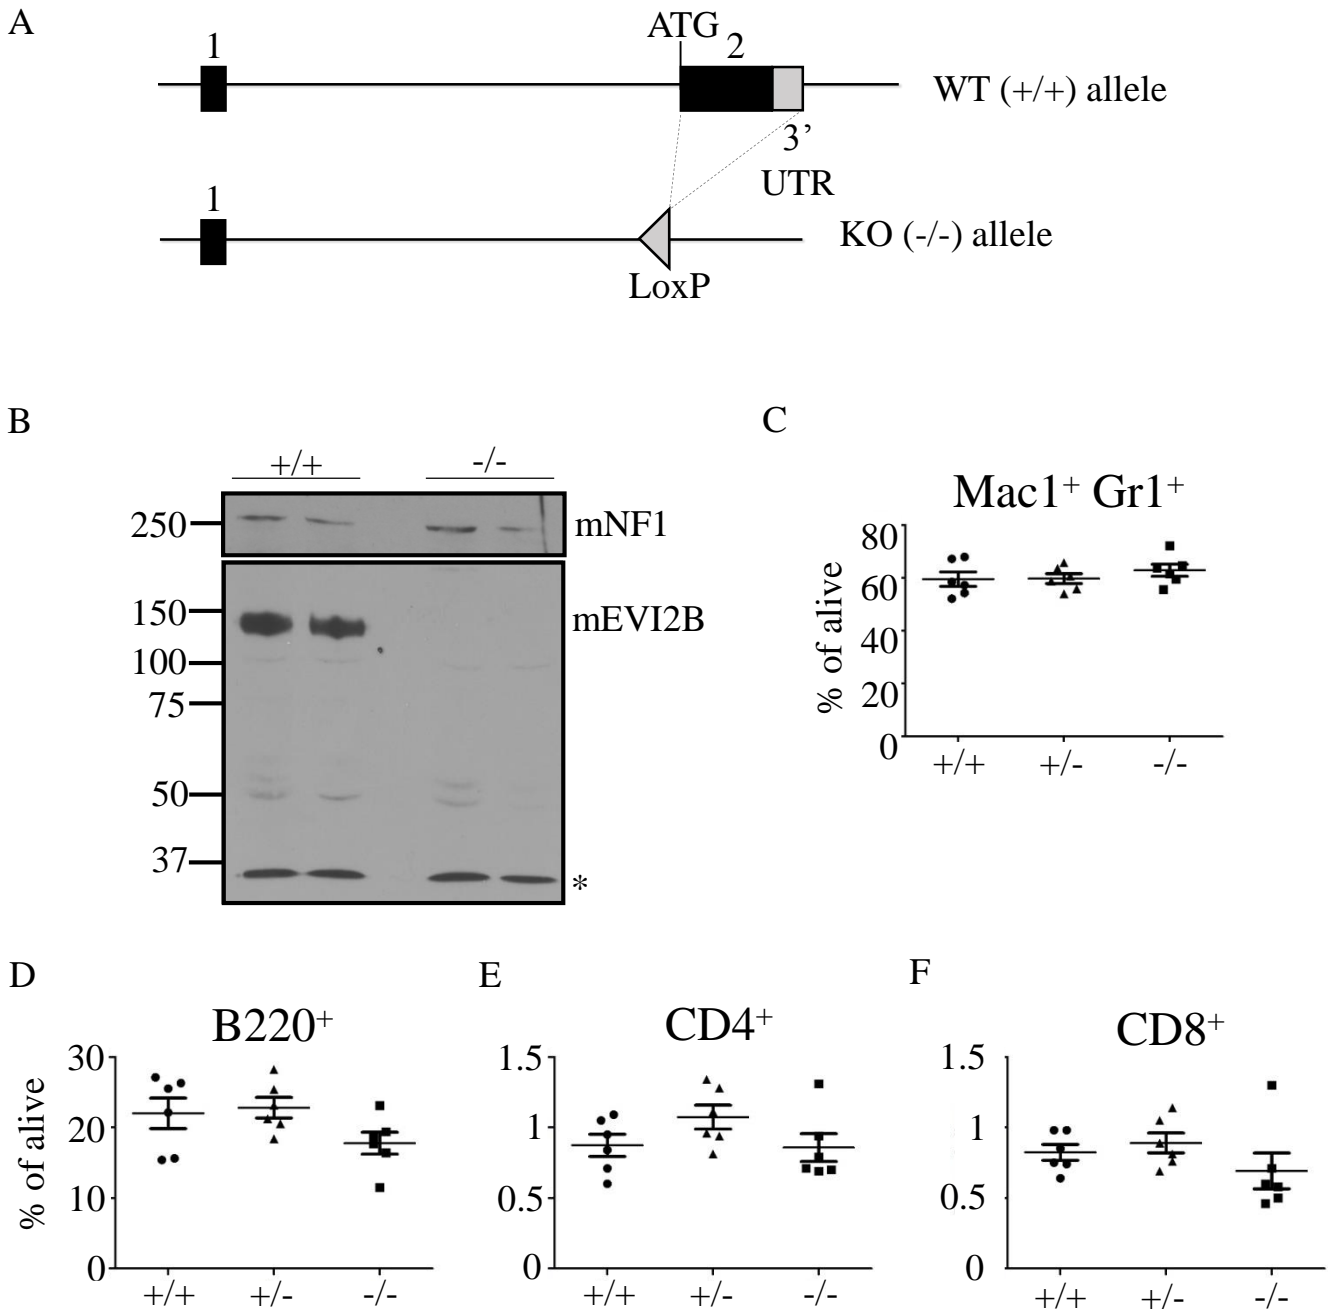 A
ATG
1
2
WT (+/+) allele
3’
UTR
1
KO (-/-) allele
LoxP
B
+/+
-/-
250
mNF1
150
mEVI2B
100
75
50
37
*
C
Mac1+ Gr1+
% of alive
80
60
40
20
0
+/+ +/- -/-
D
B220+
% of alive
30
20
10
0
+/+ +/- -/-
E
CD4+
1.5
1
0.5
0
+/+ +/- -/-
F
CD8+
1.5
1
0.5
0
+/+ +/- -/-